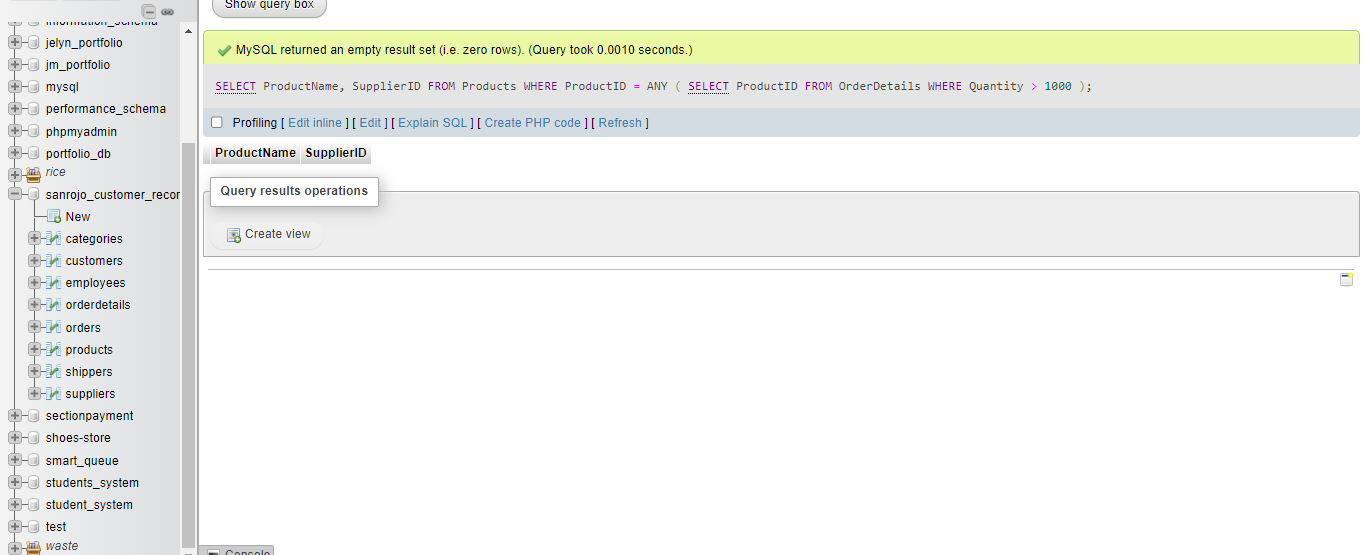 Show query box
information_schema
jelyn_portfolio
jm_portfolio
mysql
performance_schema
phpmyadmin
portfolio_db
rice
sanrojo_customer_recor
New
categories
customers
employees
orderdetails
orders
products
shippers
suppliers
sectionpayment
shoes-store
smart_queue
students_system
student_system
test
waste
MySQL returned an empty result set (i.e. zero rows). (Query took 0.0010 seconds.)
SELECT ProductName, SupplierID FROM Products WHERE ProductID = ANY ( SELECT ProductID FROM OrderDetails WHERE Quantity > 1000 );
Profiling [ Edit inline ] [ Edit ] [ Explain SQL ] [ Create PHP code ] [ Refresh ]
ProductName SupplierID
Query results operations
Create view
Console